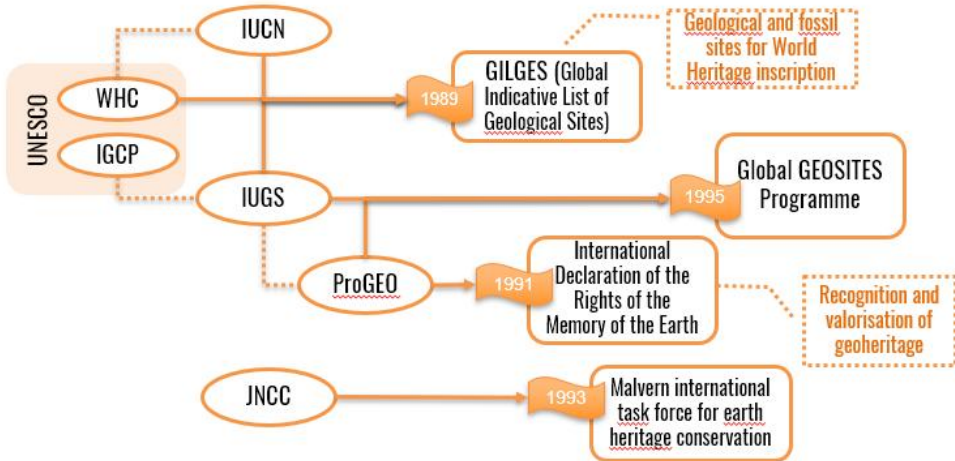 IUCN
Geological and fossil
sites for World
Heritage inscription
UNESCO
WHC
1989
GILGES (Global
Indicative List of
Geological Sites)
IGCP
IUGS
1995
Global GEOSITES
Programme
ProGEO
1991
International
Declaration of the
Rights of the
Memory of the Earth
Recognition and
valorisation of
geoheritage
JNCC
1993
Malvern international
task force for earth
heritage conservation